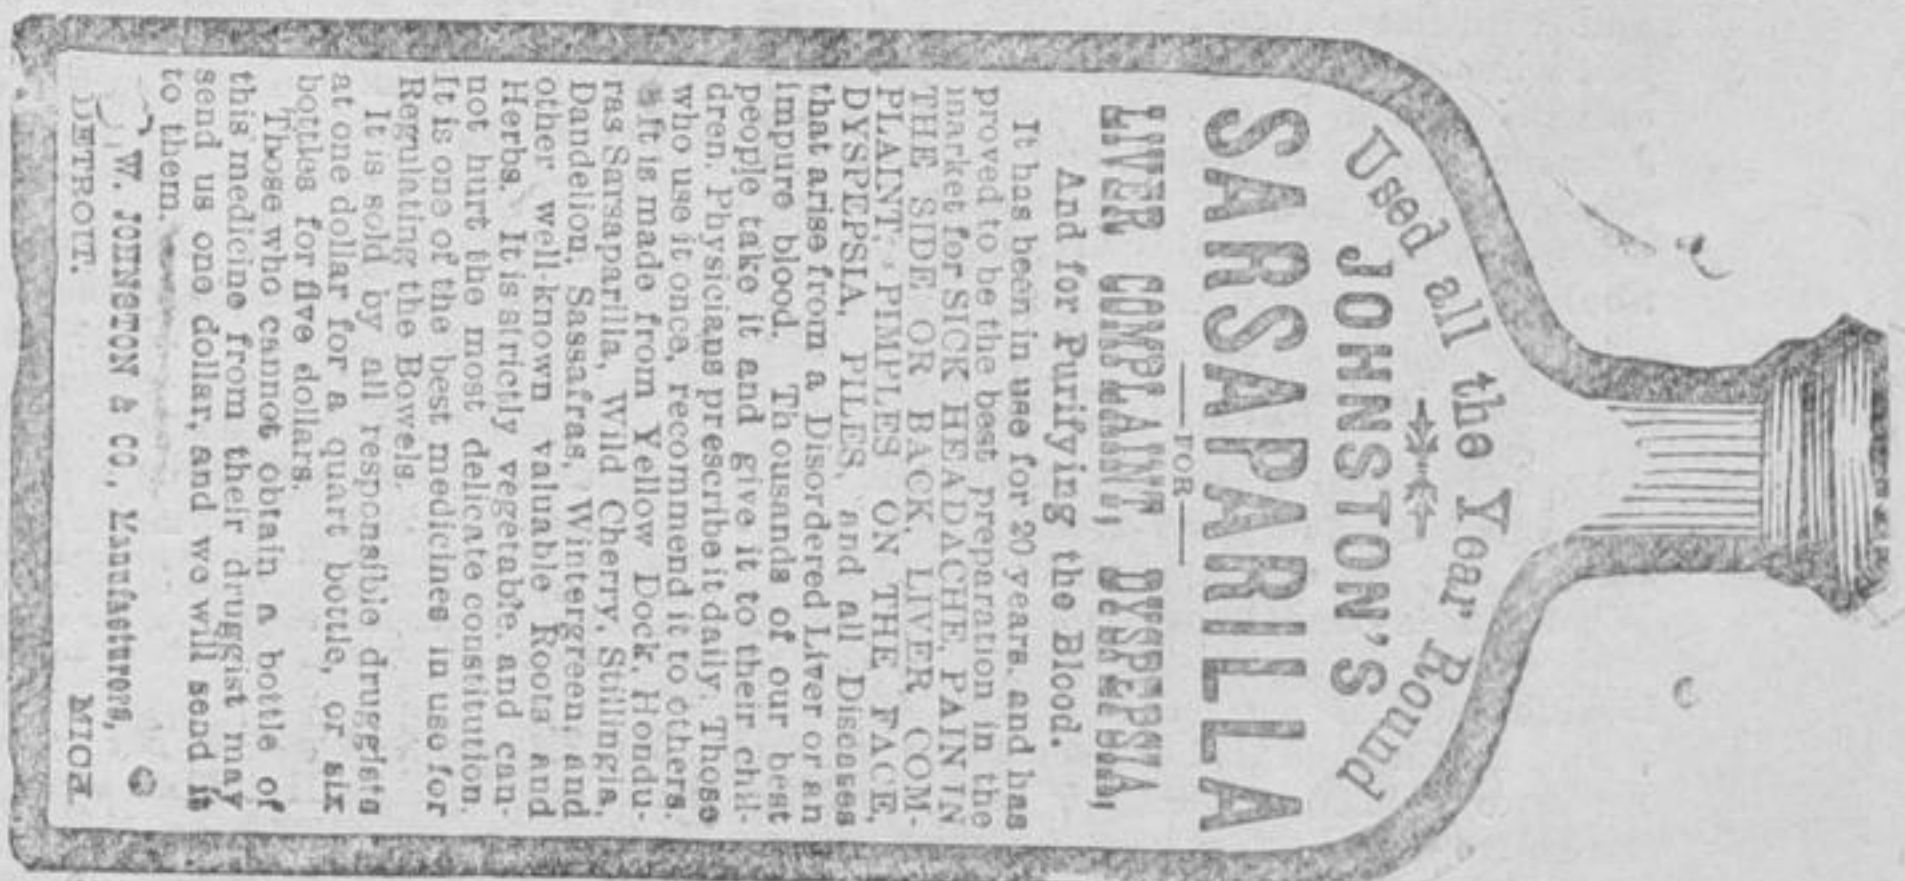 Used all the Year Round
JOHNSTON'S
SARSAPARILLA
FOR
LIVER COMPLAINT, DYSPEPSIA,
And for Purifying the Blood.
It has been in use for 20 years, and has
proved to be the best preparation in the
market for SICK HEADACHE, PAIN IN
THE SIDE OR BACK, LIVER COM-
PLAINT, PIMPLES ON THE FACE,
DYSPEPSIA, PILES, and all Diseases
that arise from a Disordered Liver or an
impure blood. Thousands of our best
people take it and give it to their chil-
dren. Physicians prescribe it daily. Those
who use it once, recommend it to others.
It is made from Yellow Dock, Hondu-
ras Sarsaparilla, Wild Cherry, Stillingia,
Dandelion, Sassafras, Wintergreen, and
other well-known valuable Roots and
Herbs. It is strictly vegetable, and can-
not hurt the most delicate constitution.
It is one of the best medicines in use for
Regulating the Bowels.
It is sold by all responsible druggists
at one dollar for a quart bottle, or six
bottles for five dollars.
Those who cannot obtain a bottle of
this medicine from their druggist may
send us one dollar, and we will send it
to them.
W. JOHNSTON & CO., Manufacturers,
DETROIT. MICH.